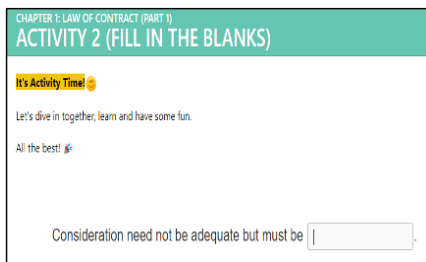 CHAPTER 1: LAW OF CONTRACT (PART 1)
ACTIVITY 2 (FILL IN THE BLANKS)
It's Activity Time!😊
Let's dive in together, learn and have some fun.
All the best! 🎉
Consideration need not be adequate but must be .